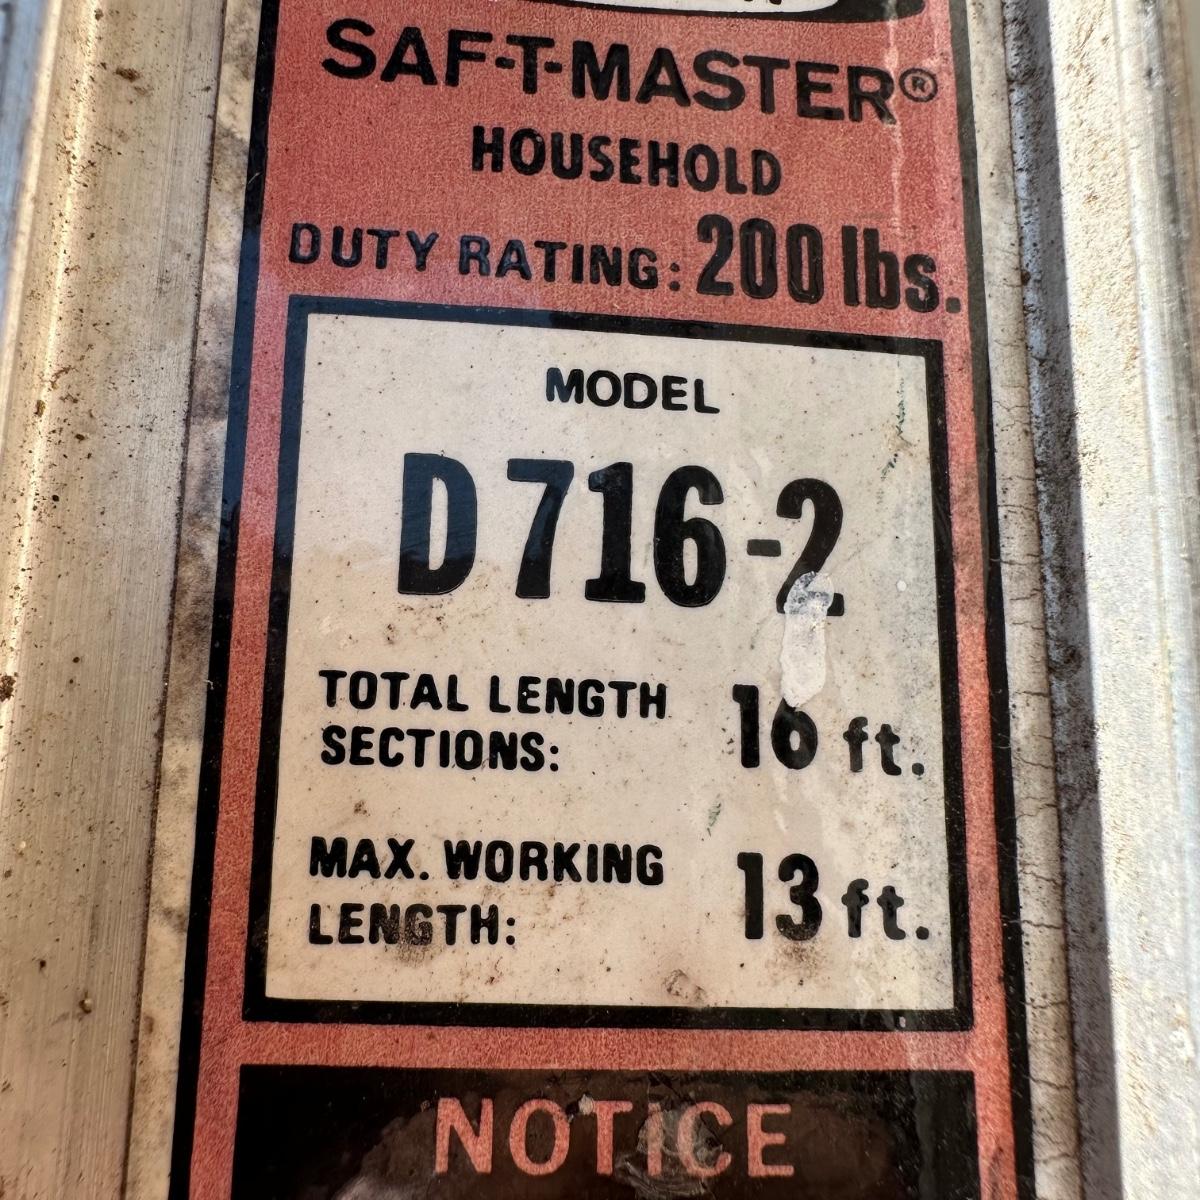 SAF-T-MASTER®
HOUSEHOLD
DUTY RATING: 200 lbs.
MODEL
D716-2
TOTAL LENGTH
SECTIONS: 16 ft.
MAX. WORKING
LENGTH: 13 ft.
NOTICE